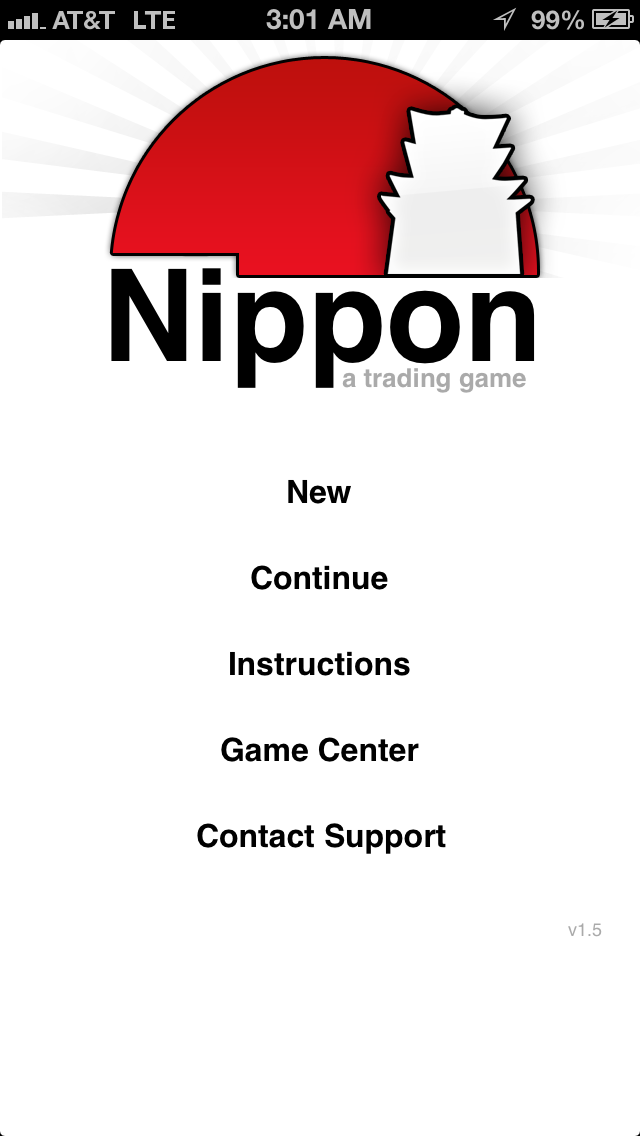 AT&T LTE 3:01 AM 99%
Nippon
a trading game
New
Continue
Instructions
Game Center
Contact Support
v1.5